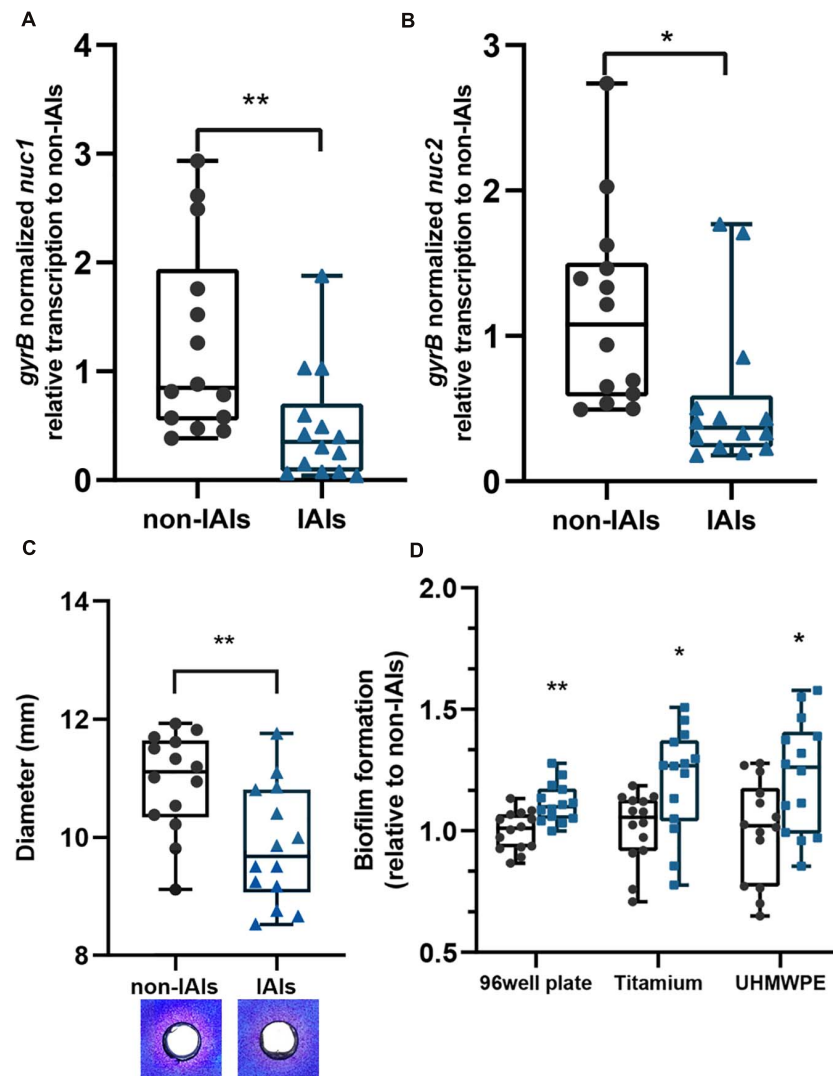 A
gyrB normalized nuc1
relative transcription to non-IAIs
4
3
2
1
0
**
non-IAIs
IAIs
B
gyrB normalized nuc2
relative transcription to non-IAIs
3
2
1
0
*
non-IAIs
IAIs
C
Diameter (mm)
14
12
10
8
**
non-IAIs
IAIs
D
Biofilm formation
(relative to non-IAIs)
2.0
1.5
1.0
0.5
**
*
*
96well plate
Titamium
UHMWPE